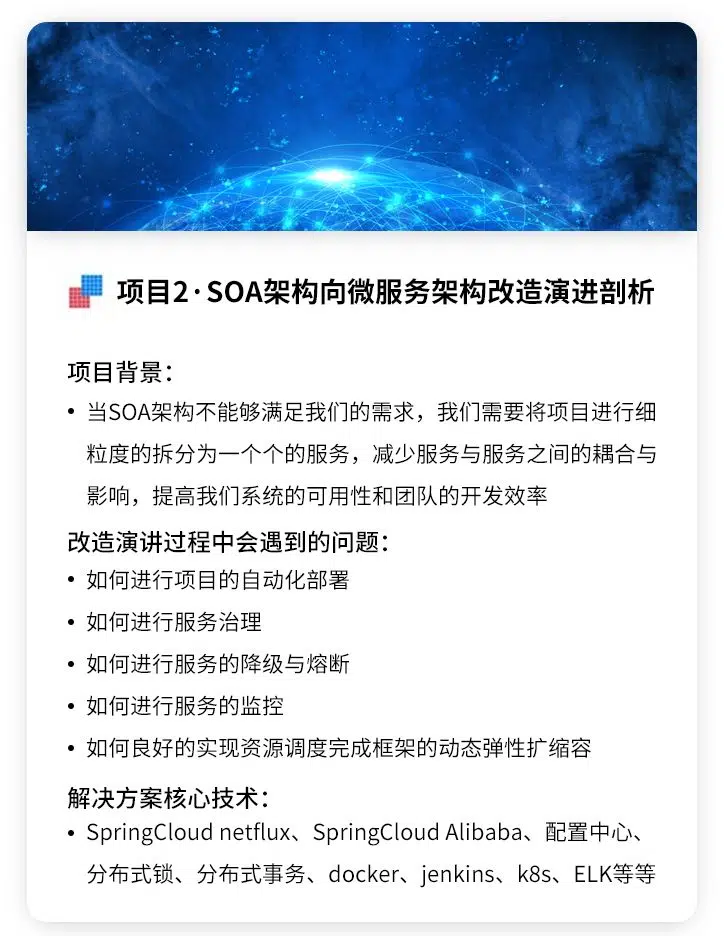 项目2·SOA架构向微服务架构改造演进剖析
项目背景：
• 当SOA架构不能够满足我们的需求，我们需要将项目进行细
粒度的拆分为一个个的服务，减少服务与服务之间的耦合与
影响，提高我们系统的可用性和团队的开发效率
改造演讲过程中会遇到的问题：
• 如何进行项目的自动化部署
• 如何进行服务治理
• 如何进行服务的降级与熔断
• 如何进行服务的监控
• 如何良好的实现资源调度完成框架的动态弹性扩缩容
解决方案核心技术：
• SpringCloud netflux、SpringCloud Alibaba、配置中心、
分布式锁、分布式事务、docker、jenkins、k8s、ELK等等